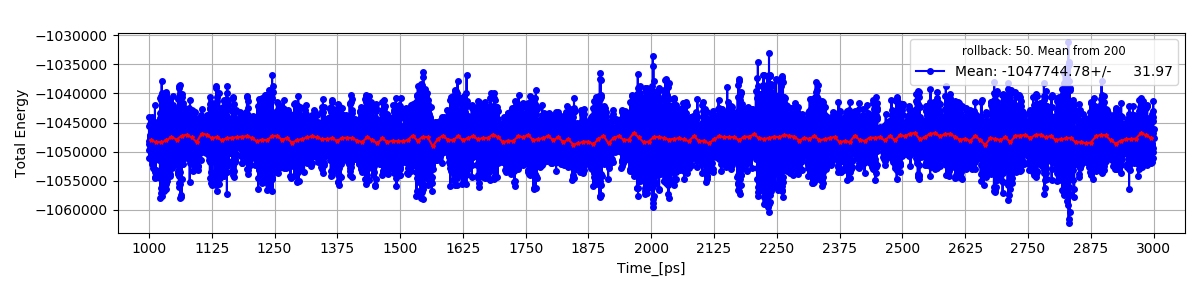 −1030000
−1035000
−1040000
−1045000
−1050000
−1055000
−1060000
Total Energy
rollback: 50. Mean from 200
Mean: -1047744.78+/- 31.97
1000 1125 1250 1375 1500 1625 1750 1875 2000 2125 2250 2375 2500 2625 2750 2875 3000
Time_[ps]